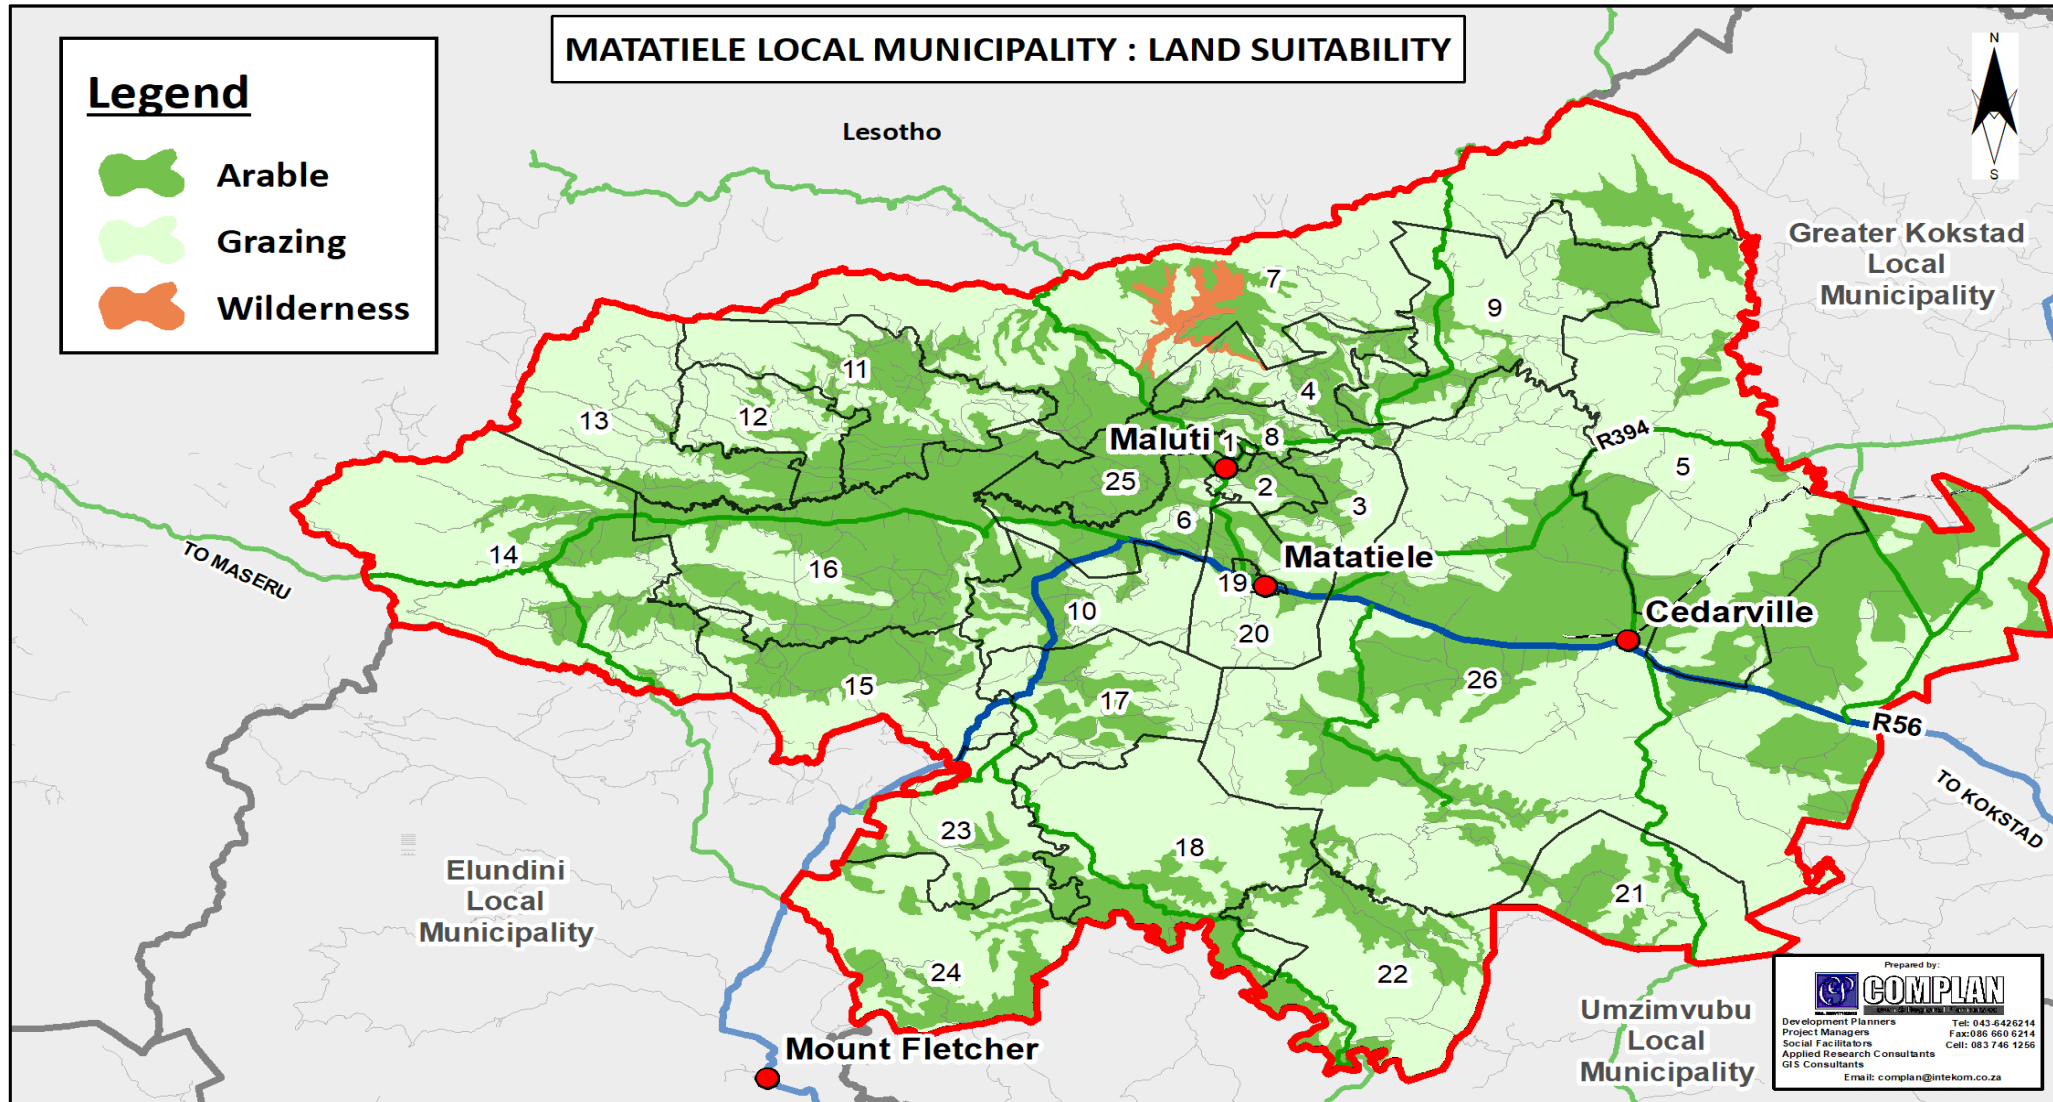 MATATIELE LOCAL MUNICIPALITY : LAND SUITABILITY
Legend
Arable
Grazing
Wilderness
N
S
Lesotho
Greater Kokstad
Local
Municipality
7
9
11
4
13
12
R394
Maluti
1
8
5
25
2
3
6
TO MASERU
14
16
Matatiele
19
10
20
Cedarville
15
17
26
R56
TO KOKSTAD
23
18
Elundini
Local
Municipality
21
24
22
Umzimvubu
Local
Municipality
Mount Fletcher
Prepared by:
COMPLAN
Development Planners
Project Managers
Social Facilitators
Applied Research Consultants
GIS Consultants
Tel: 043-6426214
Fax:086 660 6214
Cell: 083 746 1256
Email: complan@intekom.co.za